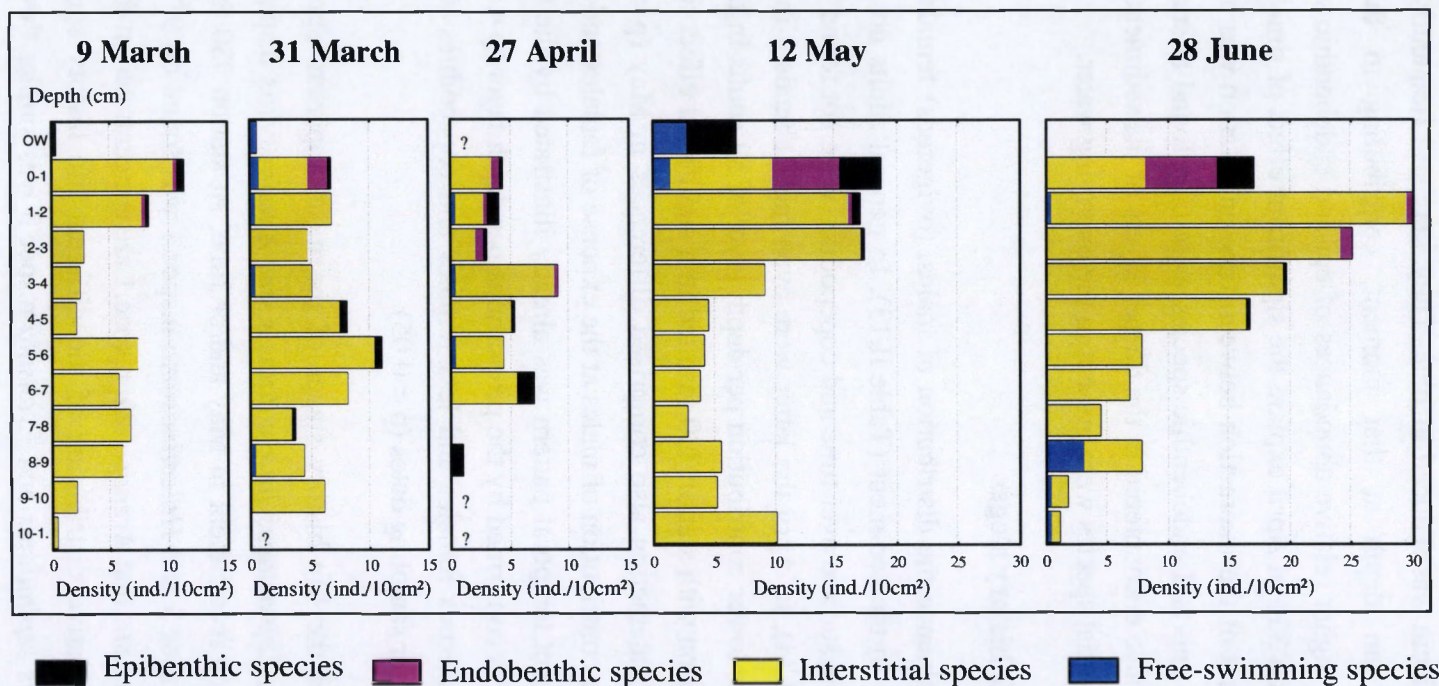 9 March 31 March 27 April 12 May 28 June
Depth (cm)
OW
0-1
1-2
2-3
3-4
4-5
5-6
6-7
7-8
8-9
9-10
10-1.
?
?
?
?
0 5 10 15
0 5 10 15
0 5 10 15
0 5 10 15 20 25 30
0 5 10 15 20 25 30
Density (ind./10cm²) Density (ind./10cm²) Density (ind./10cm²) Density (ind./10cm²) Density (ind./10cm²)
Epibenthic species Endobenthic species Interstitial species Free-swimming species